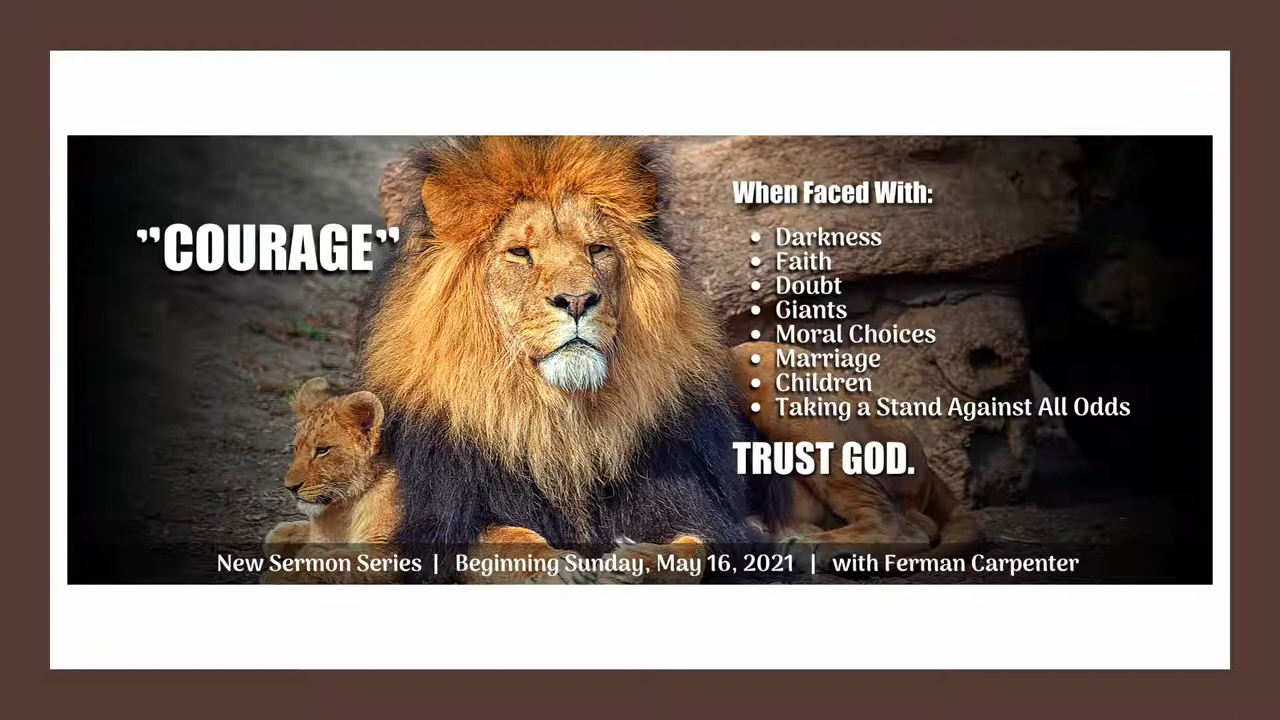 ”COURAGE”
When Faced With:
• Darkness
• Faith
• Doubt
• Giants
• Moral Choices
• Marriage
• Children
• Taking a Stand Against All Odds
TRUST GOD.
New Sermon Series | Beginning Sunday, May 16, 2021 | with Ferman Carpenter